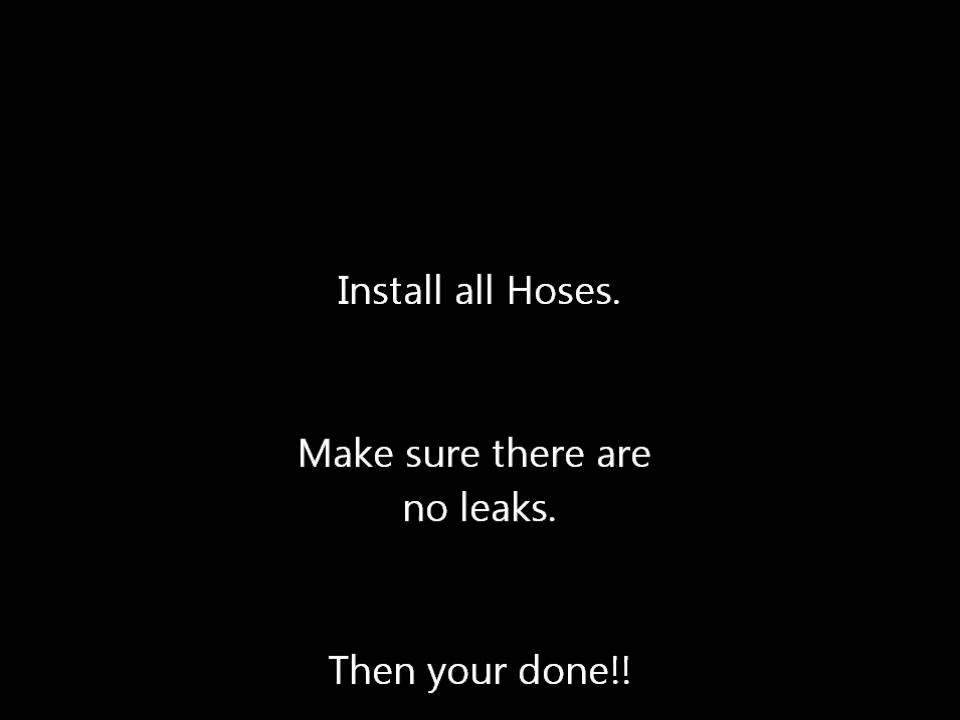 Install all Hoses.
Make sure there are
no leaks.
Then your done!!